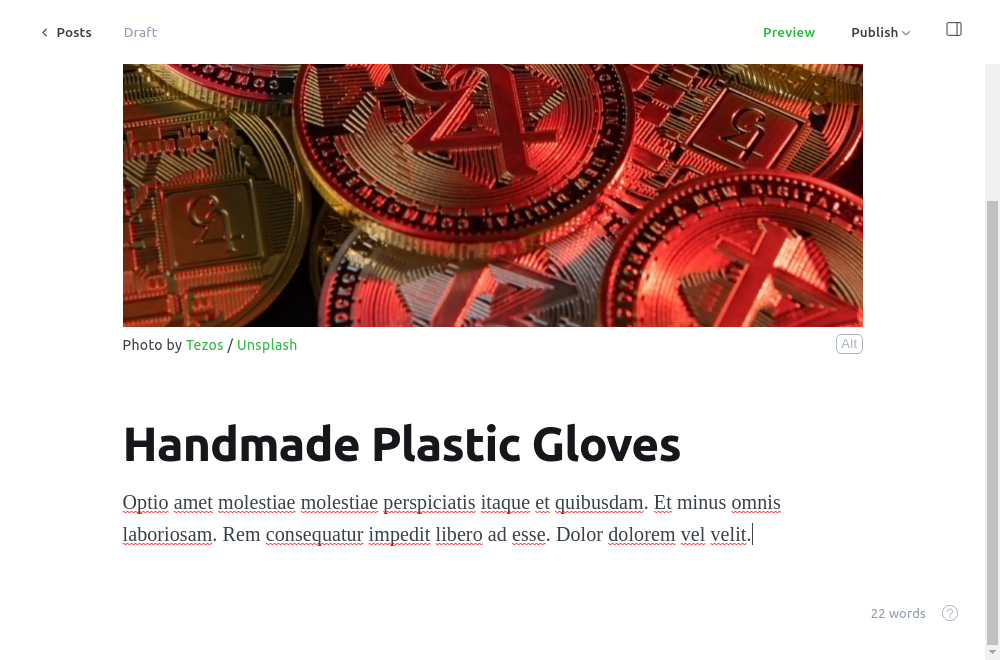 Posts
Draft
Preview
Publish
Photo by Tezos / Unsplash
Alt
Handmade Plastic Gloves
Optio amet molestiae molestiae perspiciatis itaque et quibusdam. Et minus omnis
laboriosam. Rem consequatur impedit libero ad esse. Dolor dolorem vel velit.
22 words
?